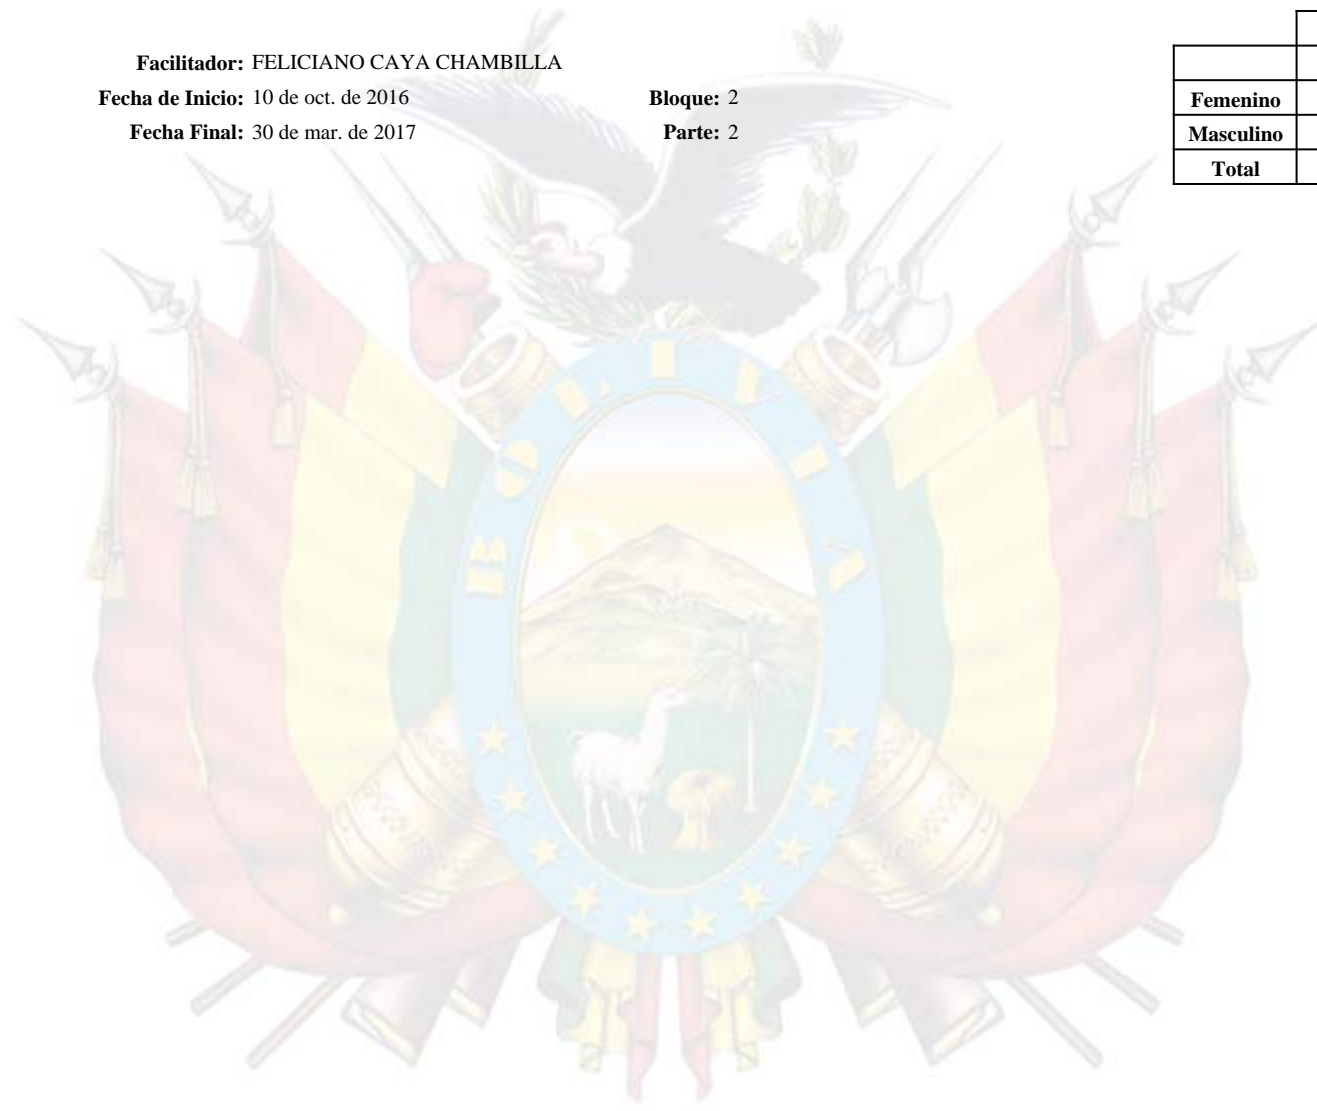 Facilitador: FELICIANO CAYA CHAMBILLA
Fecha de Inicio: 10 de oct. de 2016 Bloque: 2
Fecha Final: 30 de mar. de 2017 Parte: 2
Femenino
Masculino
Total
BOLIVIA